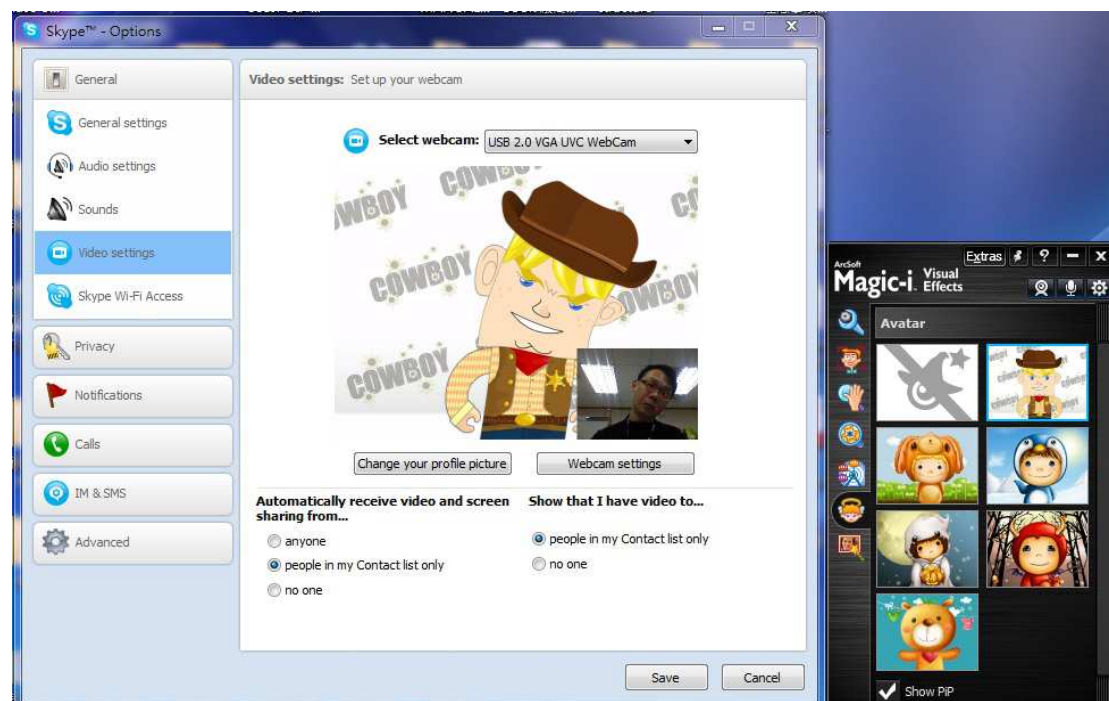 Skype™ - Options
General
General settings
Audio settings
Sounds
Video settings
Skype Wi-Fi Access
Privacy
Notifications
Calls
IM & SMS
Advanced
Video settings: Set up your webcam
Select webcam: USB 2.0 VGA UVC WebCam
COWBOY
COWBOY
COWBOY
COWBOY
Change your profile picture
Webcam settings
Automatically receive video and screen
sharing from...
anyone
people in my Contact list only
no one
Show that I have video to...
people in my Contact list only
no one
Save
Cancel
Extras
ArcSoft
Magic-i Visual
Effects
Avatar
Show PiP